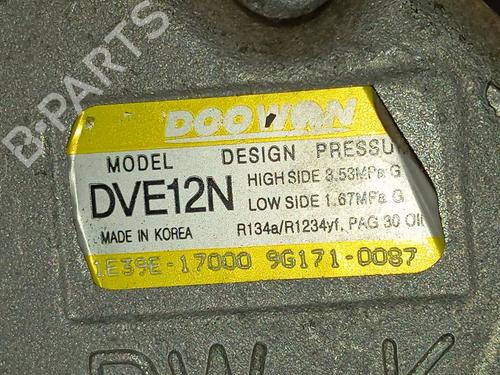 B-PARTS
DOOWON
MODEL DESIGN PRESSU
DVE12N
HIGH SIDE 3.53MPa G
LOW SIDE 1.67MPa G
MADE IN KOREA R134a/R1234yf, PAG 30 Oil
1E39E-17000 9G171-0087